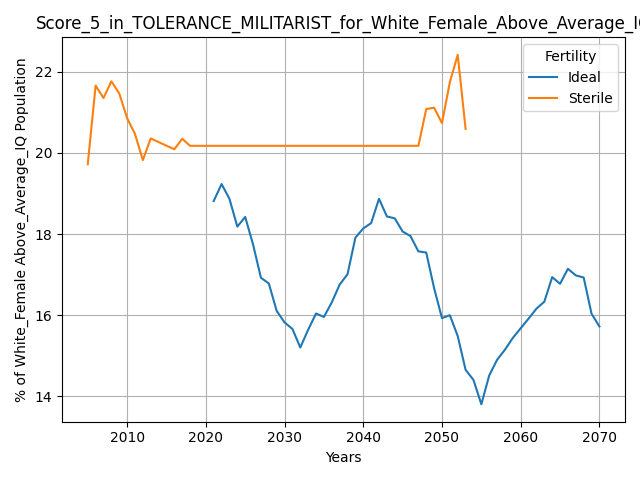 Score_5_in_TOLERANCE_MILITARIST_for_White_Female_Above_Average_IQ
% of White_Female Above_Average_IQ Population
22
20
18
16
14
Fertility
Ideal
Sterile
2010 2020 2030 2040 2050 2060 2070
Years